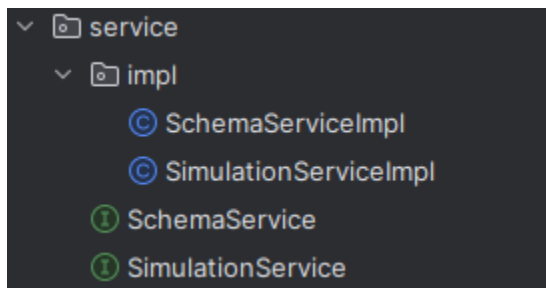 service
impl
C SchemaServiceImpl
C SimulationServiceImpl
I SchemaService
I SimulationService